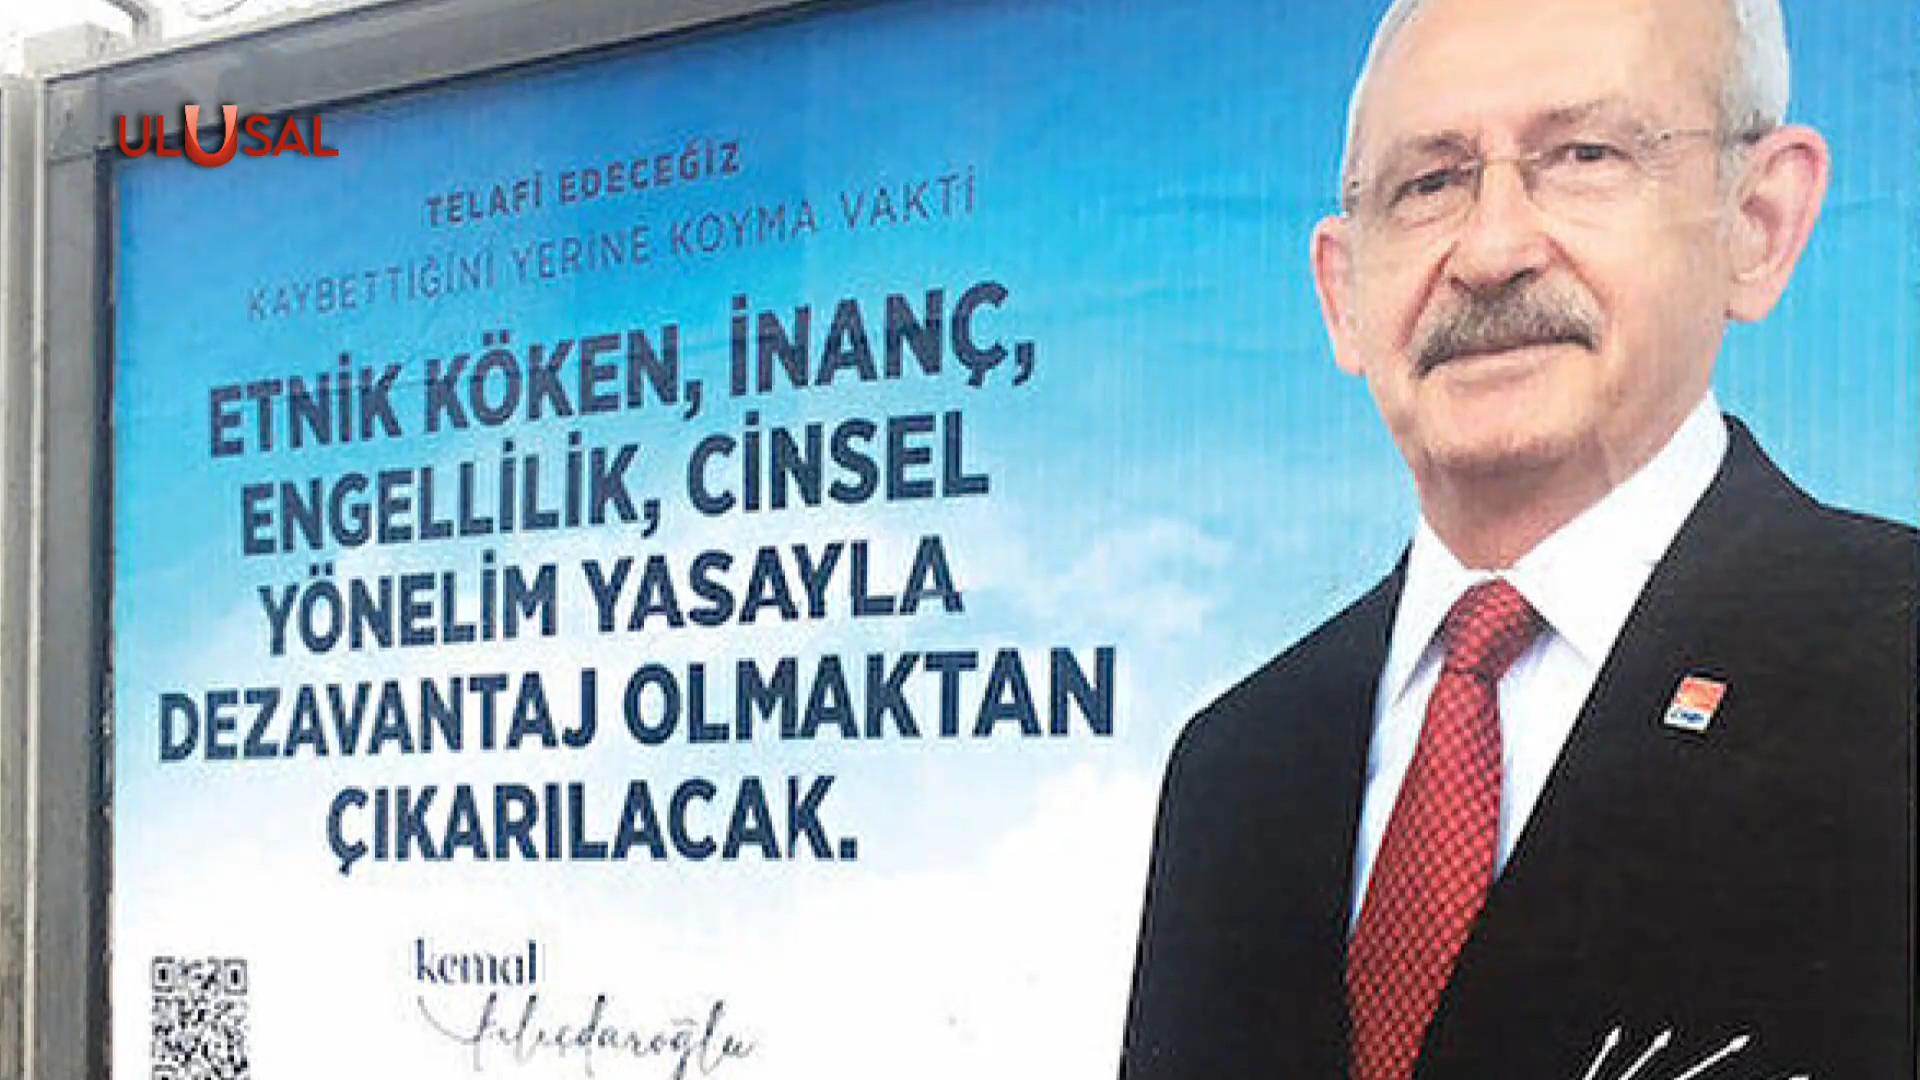 ULUSAL
TELAFİ EDECEĞİZ
KAYBETTİĞİNİ YERİNE KOYMA VAKTİ
ETNİK KÖKEN, İNANÇ,
ENGELLİLİK, CİNSEL
YÖNELİM YASAYLA
DEZAVANTAJ OLMAKTAN
ÇIKARILACAK.
kemal
kılıçdaroğlu